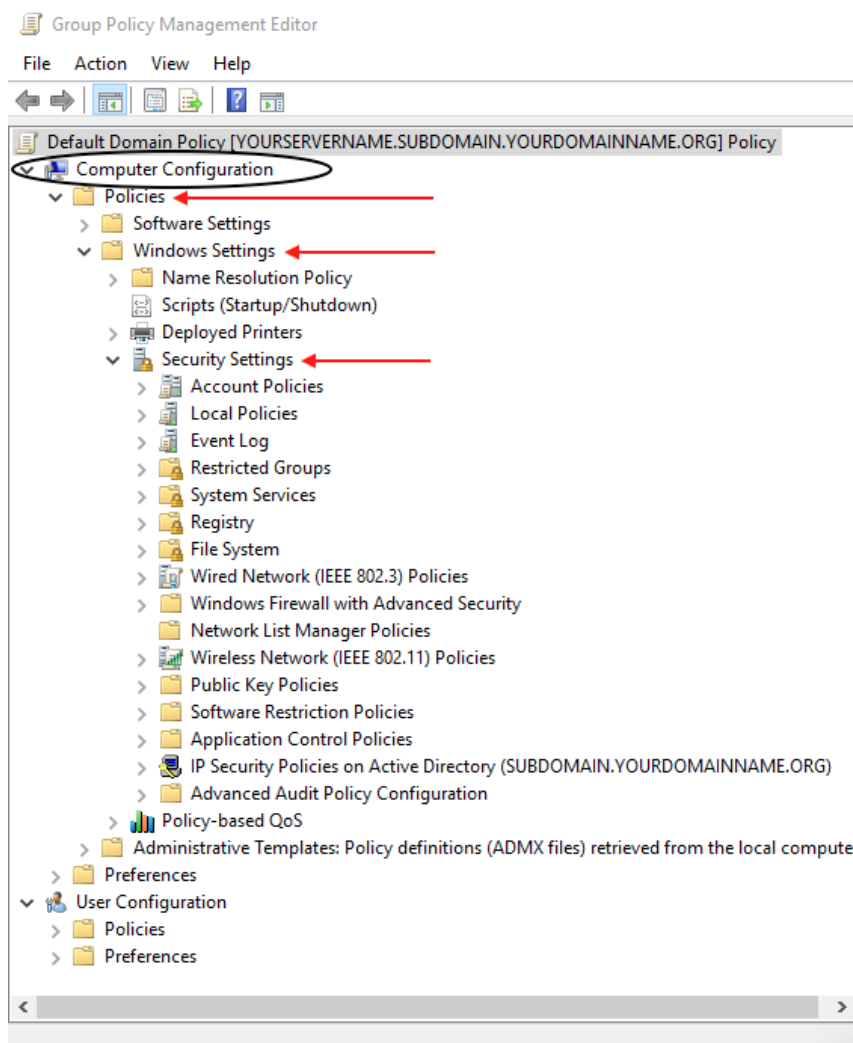 Group Policy Management Editor
File Action View Help
Default Domain Policy [YOURSERVERNAME.SUBDOMAIN.YOURDOMAINNAME.ORG] Policy
Computer Configuration
Policies
Software Settings
Windows Settings
Name Resolution Policy
Scripts (Startup/Shutdown)
Deployed Printers
Security Settings
Account Policies
Local Policies
Event Log
Restricted Groups
System Services
Registry
File System
Wired Network (IEEE 802.3) Policies
Windows Firewall with Advanced Security
Network List Manager Policies
Wireless Network (IEEE 802.11) Policies
Public Key Policies
Software Restriction Policies
Application Control Policies
IP Security Policies on Active Directory (SUBDOMAIN.YOURDOMAINNAME.ORG)
Advanced Audit Policy Configuration
Policy-based QoS
Administrative Templates: Policy definitions (ADMX files) retrieved from the local compute
Preferences
User Configuration
Policies
Preferences